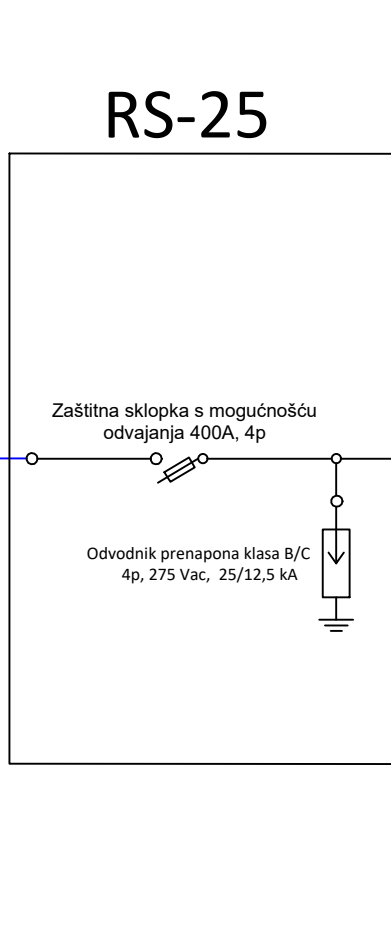 RS-25
Zaštitna sklopka s mogućnošću
odvajanja 400A, 4p
Odvodnik prenapona klasa B/C
4p, 275 Vac, 25/12,5 kA